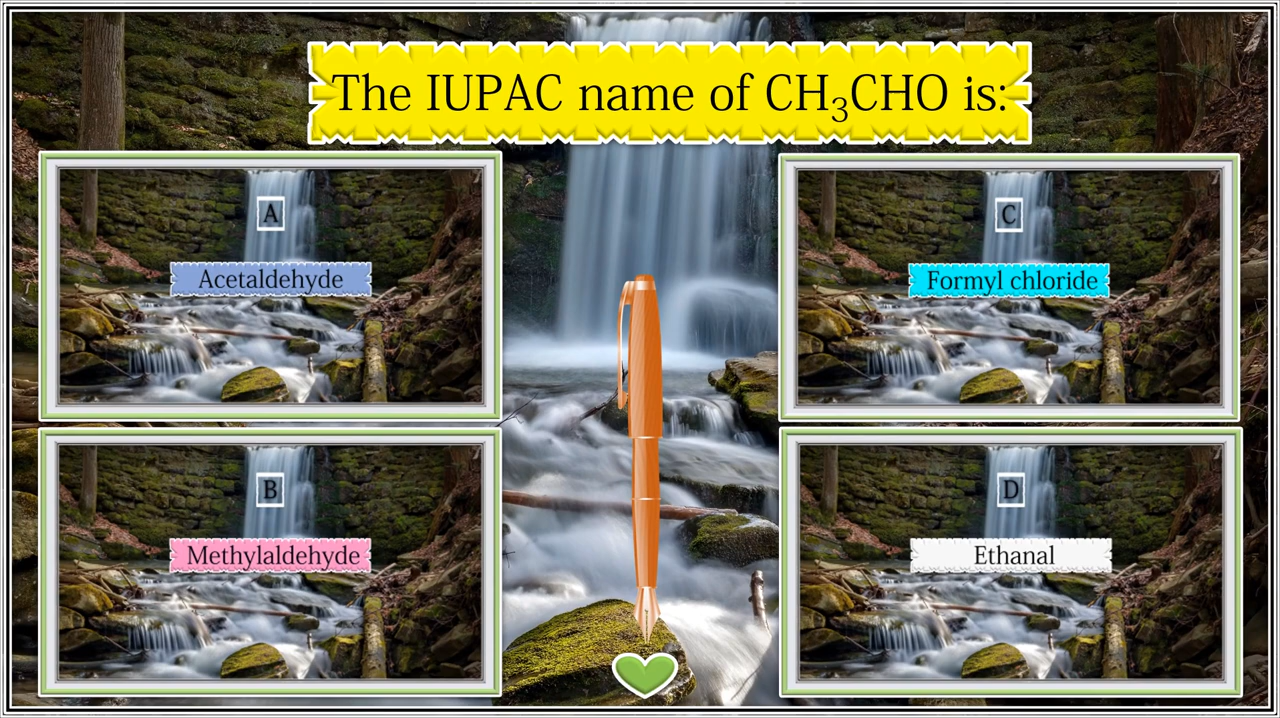 The IUPAC name of CH₃CHO is:
A
Acetaldehyde
B
Methylaldehyde
C
Formyl chloride
D
Ethanal